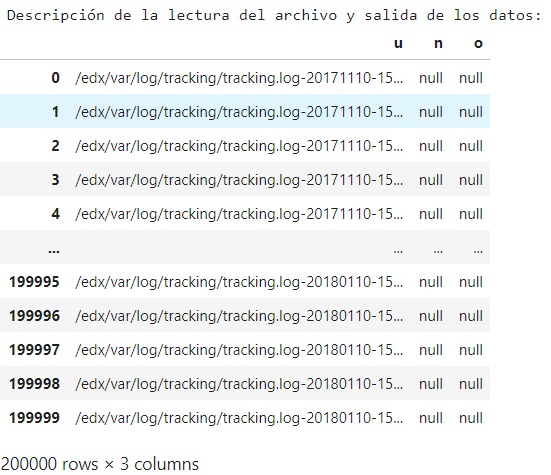 Descripción de la lectura del archivo y salida de los datos:
u n o
0 /edx/var/log/tracking/tracking.log-20171110-15... null null
1 /edx/var/log/tracking/tracking.log-20171110-15... null null
2 /edx/var/log/tracking/tracking.log-20171110-15... null null
3 /edx/var/log/tracking/tracking.log-20171110-15... null null
4 /edx/var/log/tracking/tracking.log-20171110-15... null null
... ... ... ...
199995 /edx/var/log/tracking/tracking.log-20180110-15... null null
199996 /edx/var/log/tracking/tracking.log-20180110-15... null null
199997 /edx/var/log/tracking/tracking.log-20180110-15... null null
199998 /edx/var/log/tracking/tracking.log-20180110-15... null null
199999 /edx/var/log/tracking/tracking.log-20180110-15... null null
200000 rows × 3 columns